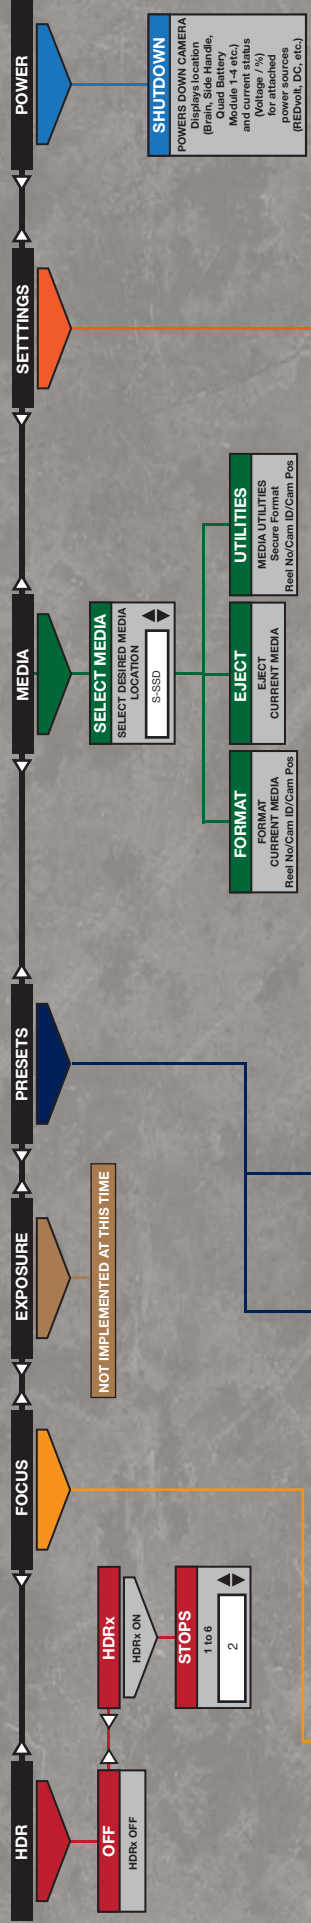 HDR
OFF
HDRx OFF
HDRx
HDRx ON
STOPS
1 to 6
2
FOCUS
EXPOSURE
NOT IMPLEMENTED AT THIS TIME
PRESETS
MEDIA
SELECT MEDIA
SELECT DESIRED MEDIA
LOCATION
S-SSD
FORMAT
FORMAT
CURRENT MEDIA
Reel No/Cam ID/Cam Pos
EJECT
EJECT
CURRENT MEDIA
UTILITIES
MEDIA UTILITIES
Secure Format
Reel No/Cam ID/Cam Pos
SETTTINGS
POWER
SHUTDOWN
POWERS DOWN CAMERA
Displays location
(Brain, Side Handle,
Quad Battery
Module 1-4 etc.)
and current status
(Voltage / %)
for attached
power sources
(REDvolt, DC, etc.)